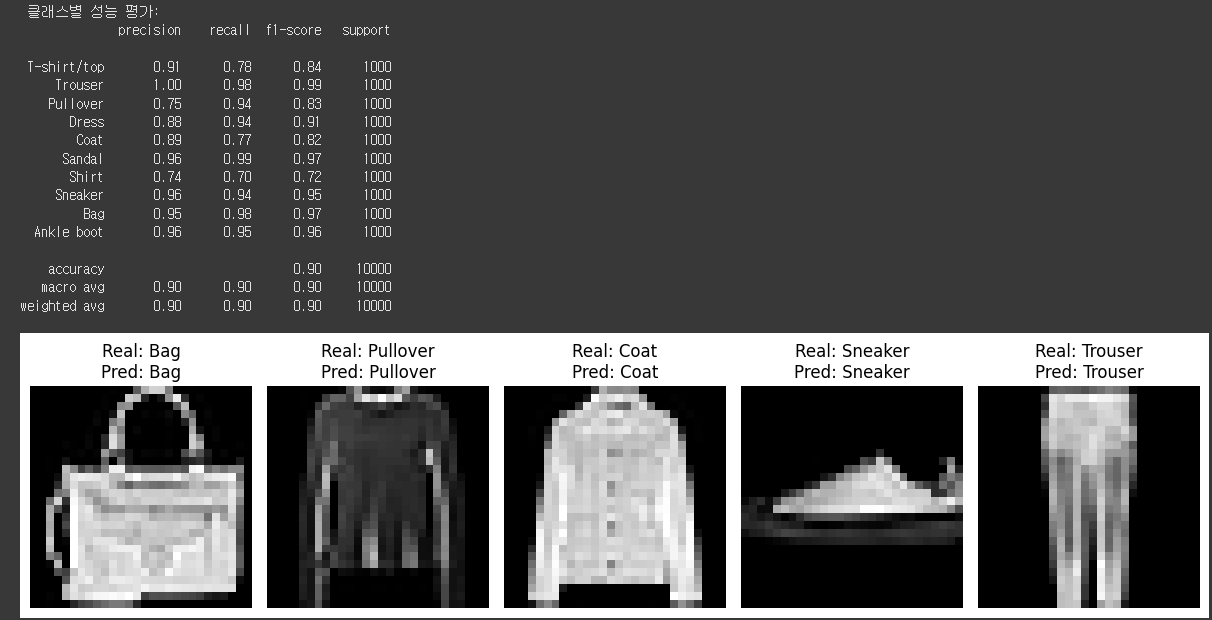 클래스별 성능 평가:
precision recall f1-score support
T-shirt/top 0.91 0.78 0.84 1000
Trouser 1.00 0.98 0.99 1000
Pullover 0.75 0.94 0.83 1000
Dress 0.88 0.94 0.91 1000
Coat 0.89 0.77 0.82 1000
Sandal 0.96 0.99 0.97 1000
Shirt 0.74 0.70 0.72 1000
Sneaker 0.96 0.94 0.95 1000
Bag 0.95 0.98 0.97 1000
Ankle boot 0.96 0.95 0.96 1000
accuracy 0.90 10000
macro avg 0.90 0.90 0.90 10000
weighted avg 0.90 0.90 0.90 10000
Real: Bag
Pred: Bag
Real: Pullover
Pred: Pullover
Real: Coat
Pred: Coat
Real: Sneaker
Pred: Sneaker
Real: Trouser
Pred: Trouser